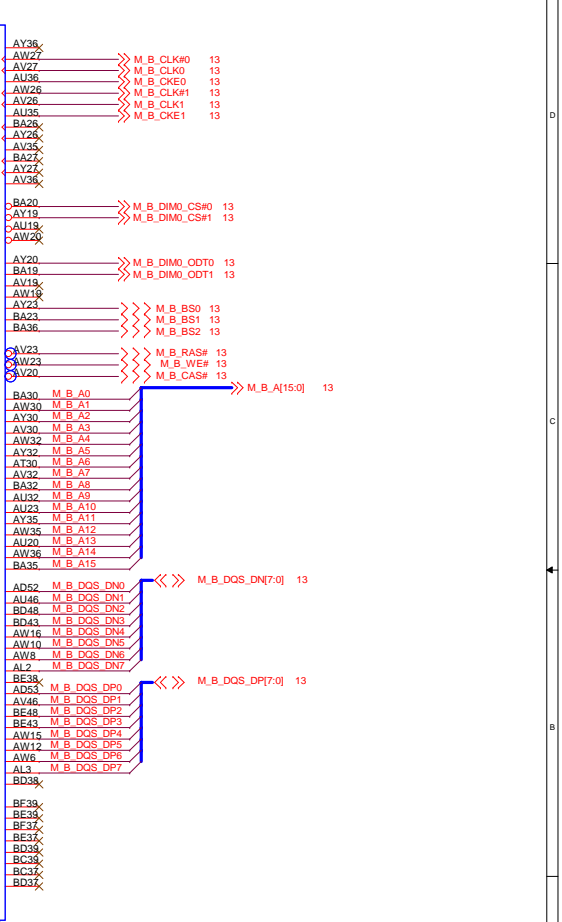 AY36
AW27 M_B_CLK#0 13
AV27 M_B_CLK0 13
AU36 M_B_CKE0 13
AW26 M_B_CLK#1 13
AV26 M_B_CLK1 13
AU35 M_B_CKE1 13
BA26
D
AY26
AV35
BA27
AY27
AV36
BA20 M_B_DIM0_CS#0 13
AY19 M_B_DIM0_CS#1 13
AU19
AW20
AY20 M_B_DIM0_ODT0 13
BA19 M_B_DIM0_ODT1 13
AV19
AW19
AY23 M_B_BS0 13
BA23 M_B_BS1 13
BA36 M_B_BS2 13
AV23 M_B_RAS# 13
AW23 M_B_WE# 13
AV20 M_B_CAS# 13
M_B_A[15:0] 13
BA30 M_B_A0
AW30 M_B_A1
AY30 M_B_A2
C
AV30 M_B_A3
AW32 M_B_A4
AY32 M_B_A5
AT30 M_B_A6
AV32 M_B_A7
BA32 M_B_A8
AU32 M_B_A9
AU23 M_B_A10
AY35 M_B_A11
AW35 M_B_A12
AU20 M_B_A13
AW36 M_B_A14
BA35 M_B_A15
M_B_DQS_DN[7:0] 13
AD52 M_B_DQS_DN0
AU46 M_B_DQS_DN1
BD48 M_B_DQS_DN2
BD43 M_B_DQS_DN3
AW16 M_B_DQS_DN4
AW10 M_B_DQS_DN5
AW8 M_B_DQS_DN6
AL2 M_B_DQS_DN7
BE38
M_B_DQS_DP[7:0] 13
AD53 M_B_DQS_DP0
AV46 M_B_DQS_DP1
BE48 M_B_DQS_DP2
BE43 M_B_DQS_DP3
B
AW15 M_B_DQS_DP4
AW12 M_B_DQS_DP5
AW6 M_B_DQS_DP6
AL3 M_B_DQS_DP7
BD38
BF39
BE39
BF37
BE37
BD39
BC39
BC37
BD37